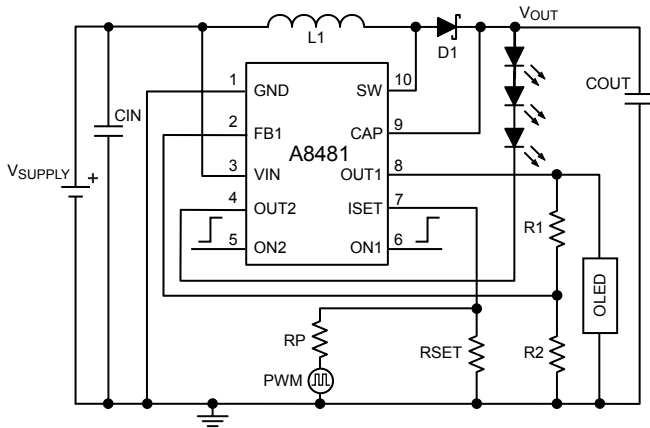 VOUT
L1
D1
COUT
CIN
VSUPPLY
+
A8481
1 GND
2 FB1
3 VIN
4 OUT2
5 ON2
10 SW
9 CAP
8 OUT1
7 ISET
6 ON1
R1
OLED
RP
RSET
R2
PWM